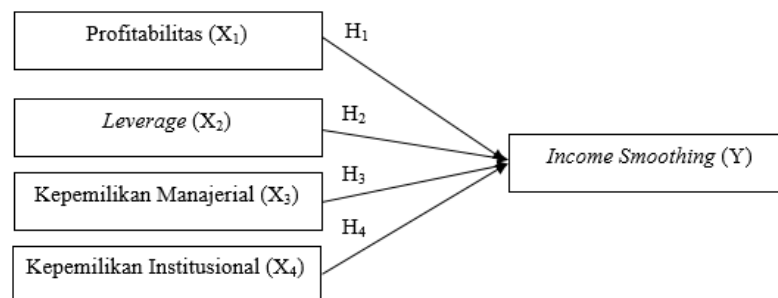 Profitabilitas (X₁)
H₁
Leverage (X₂)
H₂
Income Smoothing (Y)
Kepemilikan Manajerial (X₃)
H₃
Kepemilikan Institusional (X₄)
H₄